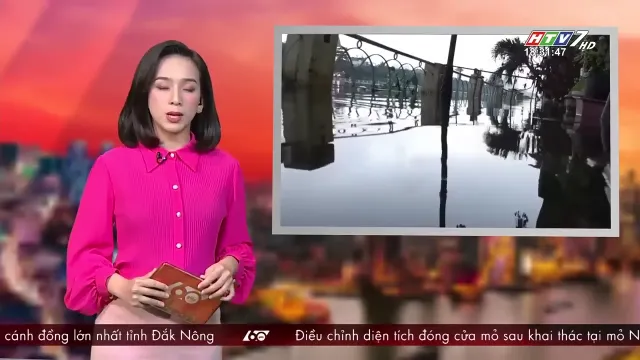 HTV7 HD
18:31:47
cánh đồng lớn nhất tỉnh Đắk Nông 60 Điều chỉnh diện tích đóng cửa mỏ sau khai thác tại mỏ N